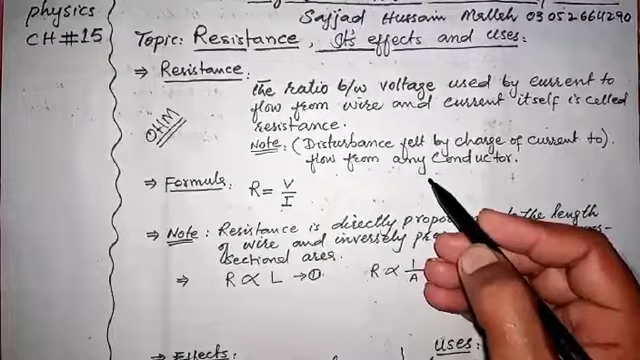 physics
CH#15
Sajjad Hussain Malleh 03052664290
Topic: Resistance, It's effects and uses:
⇒ Resistance:
The ratio b/w voltage used by current to
flow from wire and current itself is called
resistance.
OHM
Note: (Disturbance felt by charge of current to).
flow from any conductor.
⇒ Formula: R = V/I
⇒ Note: Resistance is directly the length
of wire and inversely
sectional area.
⇒ R ∝ L → ① R ∝ 1/A
⇒ Effects: Uses: